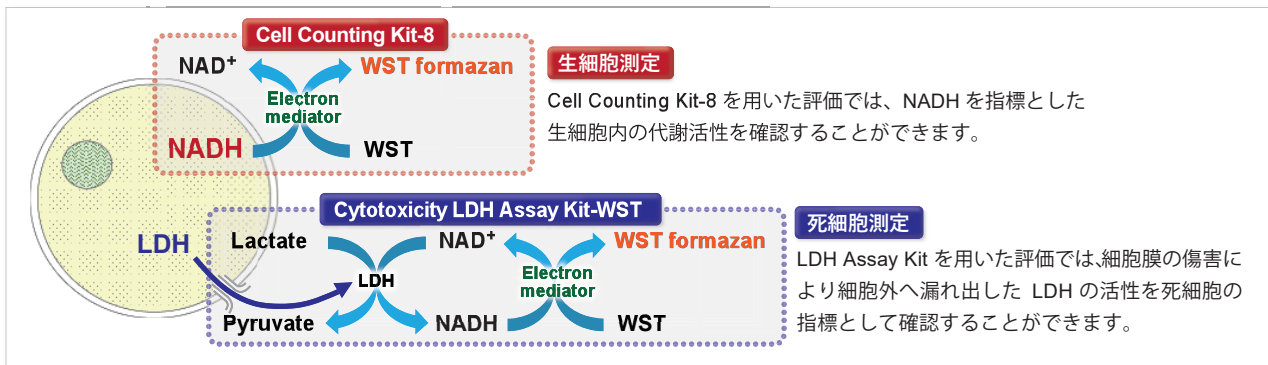 Cell Counting Kit-8
NAD⁺
WST formazan
Electron
mediator
NADH
WST
生細胞測定
Cell Counting Kit-8 を用いた評価では、NADH を指標とした
生細胞内の代謝活性を確認することができます。
Cytotoxicity LDH Assay Kit-WST
LDH
Lactate
NAD⁺
WST formazan
LDH
Electron
mediator
Pyruvate
NADH
WST
死細胞測定
LDH Assay Kit を用いた評価では、細胞膜の傷害に
より細胞外へ漏れ出した LDH の活性を死細胞の
指標として確認することができます。